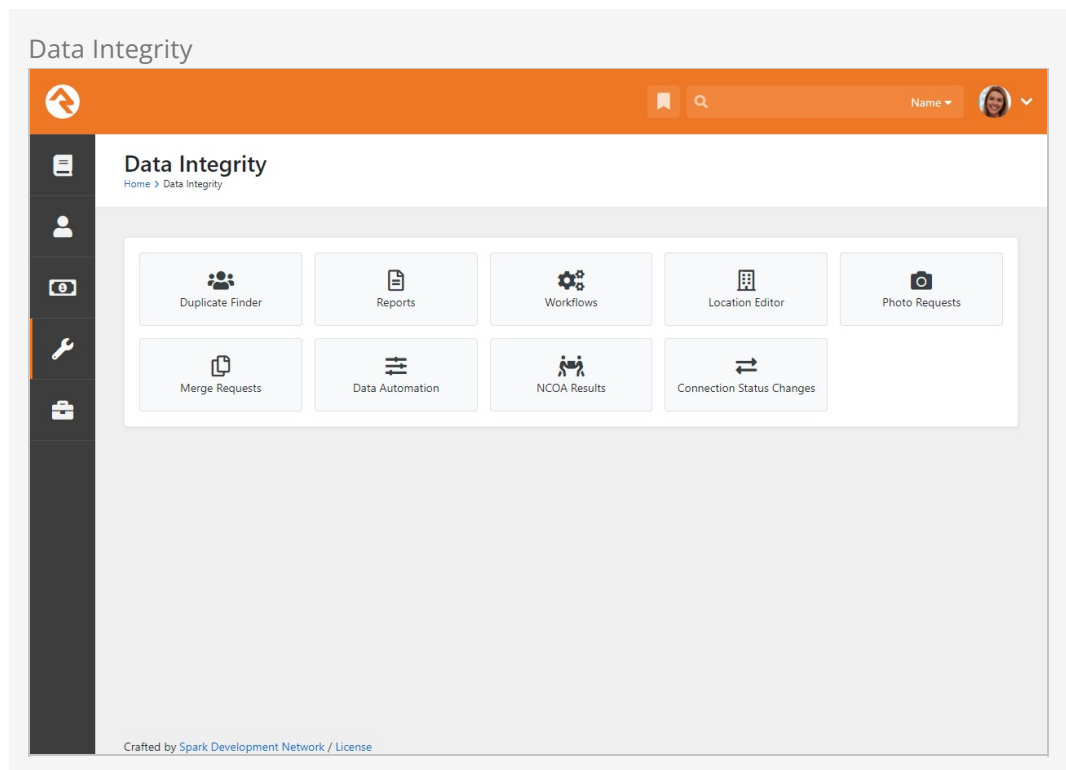 Data Integrity
Name
Data Integrity
Home > Data Integrity
Duplicate Finder
Reports
Workflows
Location Editor
Photo Requests
Merge Requests
Data Automation
NCOA Results
Connection Status Changes
Crafted by Spark Development Network / License